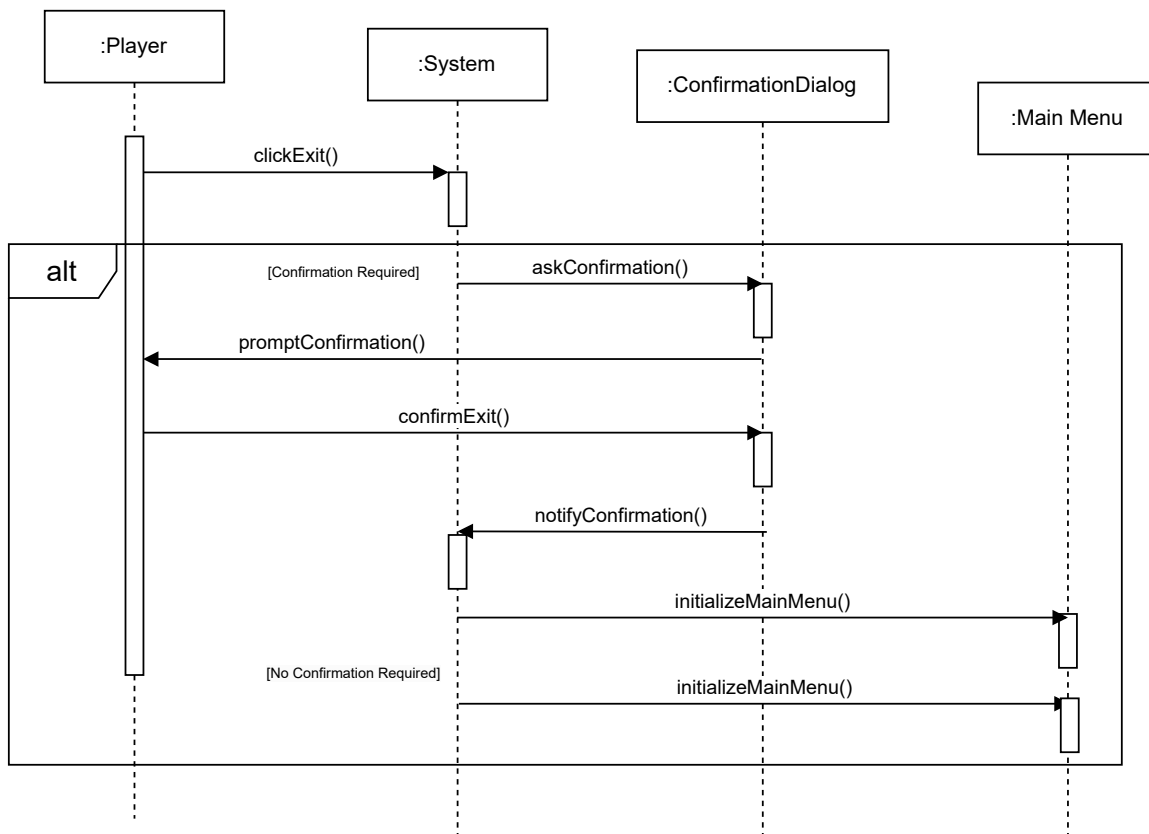 :Player
:System
:ConfirmationDialog
:Main Menu
clickExit()
alt
[Confirmation Required]
askConfirmation()
promptConfirmation()
confirmExit()
notifyConfirmation()
initializeMainMenu()
[No Confirmation Required]
initializeMainMenu()